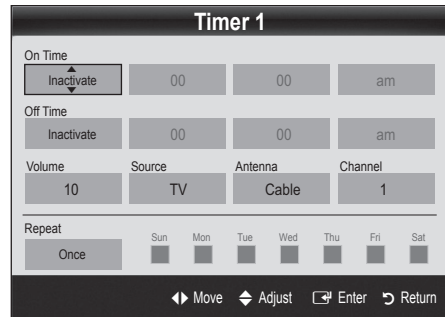 Timer 1
On Time
Inactivate 00 00 am
Off Time
Inactivate 00 00 am
Volume Source Antenna Channel
10 TV Cable 1
Repeat Sun Mon Tue Wed Thu Fri Sat
Once
Move Adjust Enter Return